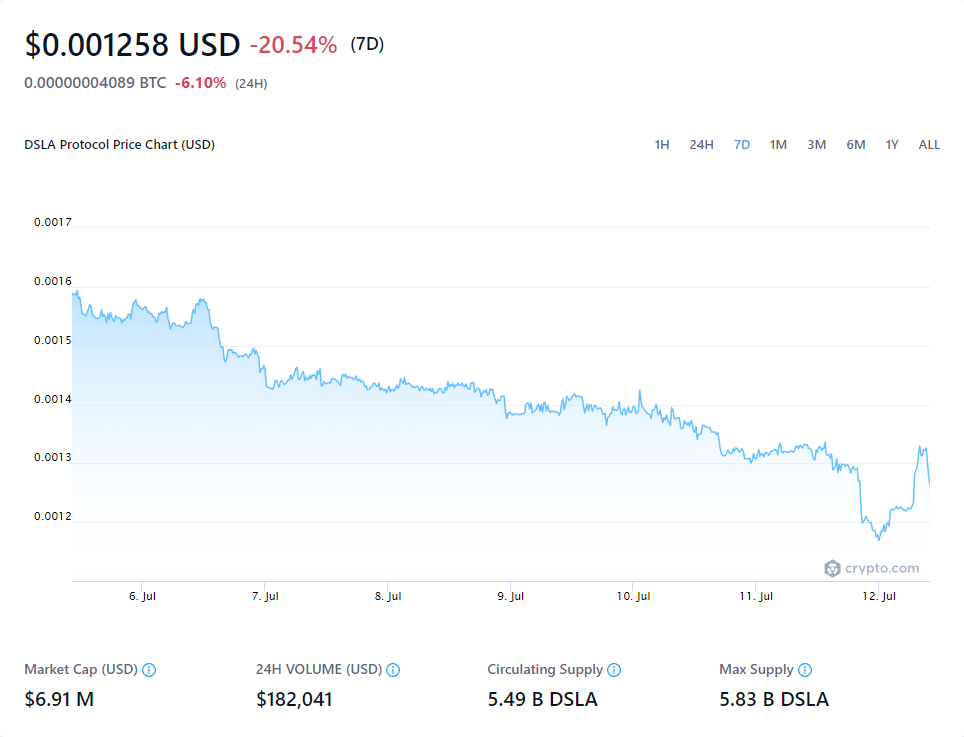 $0.001258 USD -20.54% (7D)
0.00000004089 BTC -6.10% (24H)
DSLA Protocol Price Chart (USD) 1H 24H 7D 1M 3M 6M 1Y ALL
0.0017
0.0016
0.0015
0.0014
0.0013
0.0012
crypto.com
6. Jul 7. Jul 8. Jul 9. Jul 10. Jul 11. Jul 12. Jul
Market Cap (USD) 24H VOLUME (USD) Circulating Supply Max Supply
$6.91 M $182,041 5.49 B DSLA 5.83 B DSLA